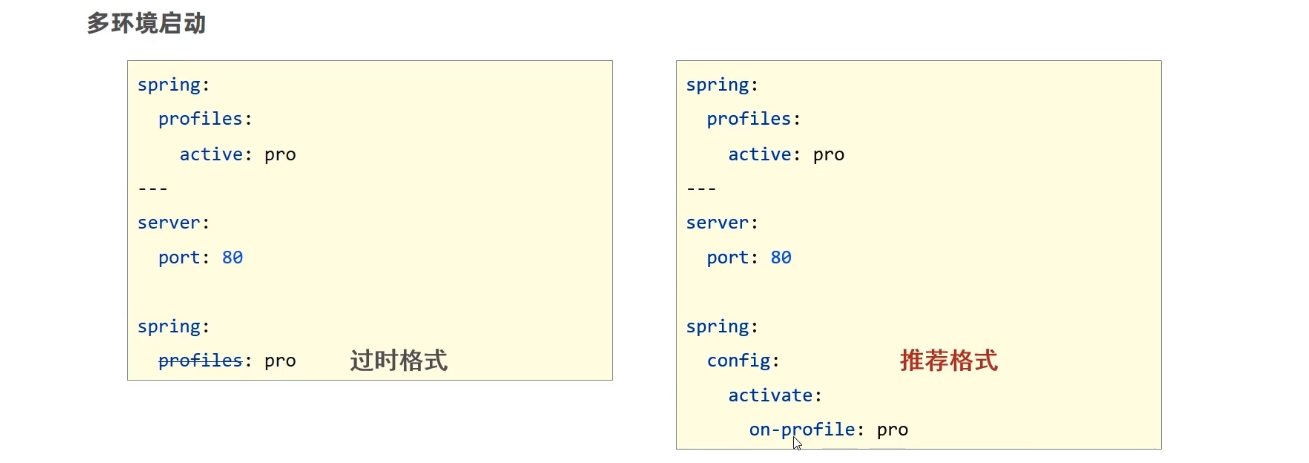 多环境启动
spring:
  profiles:
    active: pro
---
server:
  port: 80

spring:
  profiles: pro    过时格式
spring:
  profiles:
    active: pro
---
server:
  port: 80

spring:
  config:    推荐格式
    activate:
      on-profile: pro